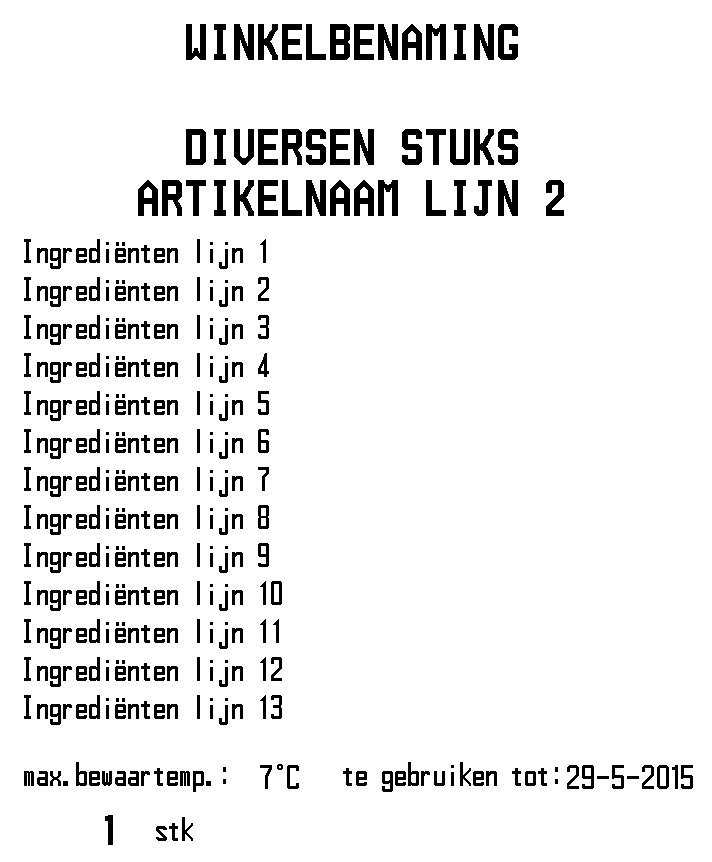 WINKELBENAMING
DIVERSEN STUKS
ARTIKELNAAM LIJN 2
Ingrediënten lijn 1
Ingrediënten lijn 2
Ingrediënten lijn 3
Ingrediënten lijn 4
Ingrediënten lijn 5
Ingrediënten lijn 6
Ingrediënten lijn 7
Ingrediënten lijn 8
Ingrediënten lijn 9
Ingrediënten lijn 10
Ingrediënten lijn 11
Ingrediënten lijn 12
Ingrediënten lijn 13
max.bewaartemp.: 7°C te gebruiken tot:29-5-2015
1 stk